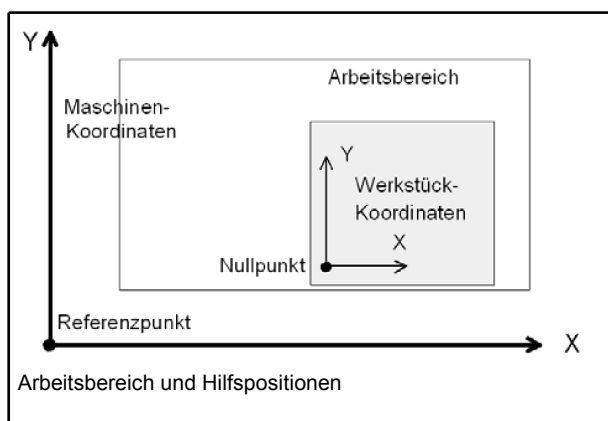 Y
Arbeitsbereich
Maschinen-
Koordinaten
Y
Werkstück-
Koordinaten
X
Nullpunkt
Referenzpunkt
X
Arbeitsbereich und Hilfspositionen